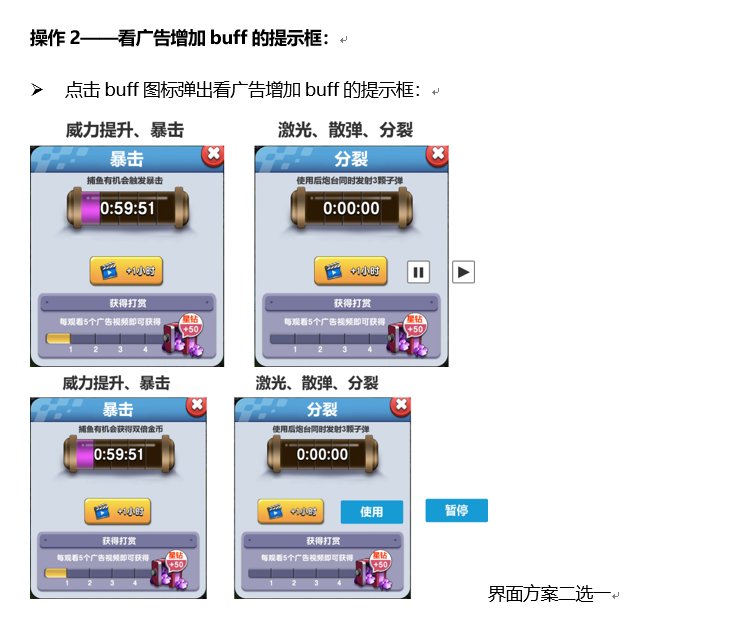 操作 2——看广告增加 buff 的提示框：
点击 buff 图标弹出看广告增加 buff 的提示框：
威力提升、暴击
激光、散弹、分裂
暴击
捕鱼有机会触发暴击
0:59:51
+1小时
获得打赏
每观看5个广告视频即可获得
星钻
+50
1 2 3 4
分裂
使用后炮台同时发射3颗子弹
0:00:00
+1小时
获得打赏
每观看5个广告视频即可获得
星钻
+50
1 2 3 4
威力提升、暴击
激光、散弹、分裂
暴击
捕鱼有机会获得双倍金币
0:59:51
+1小时
获得打赏
每观看5个广告视频即可获得
星钻
+50
1 2 3 4
分裂
使用后炮台同时发射3颗子弹
0:00:00
+1小时
使用
暂停
获得打赏
每观看5个广告视频即可获得
星钻
+50
1 2 3 4
界面方案二选一